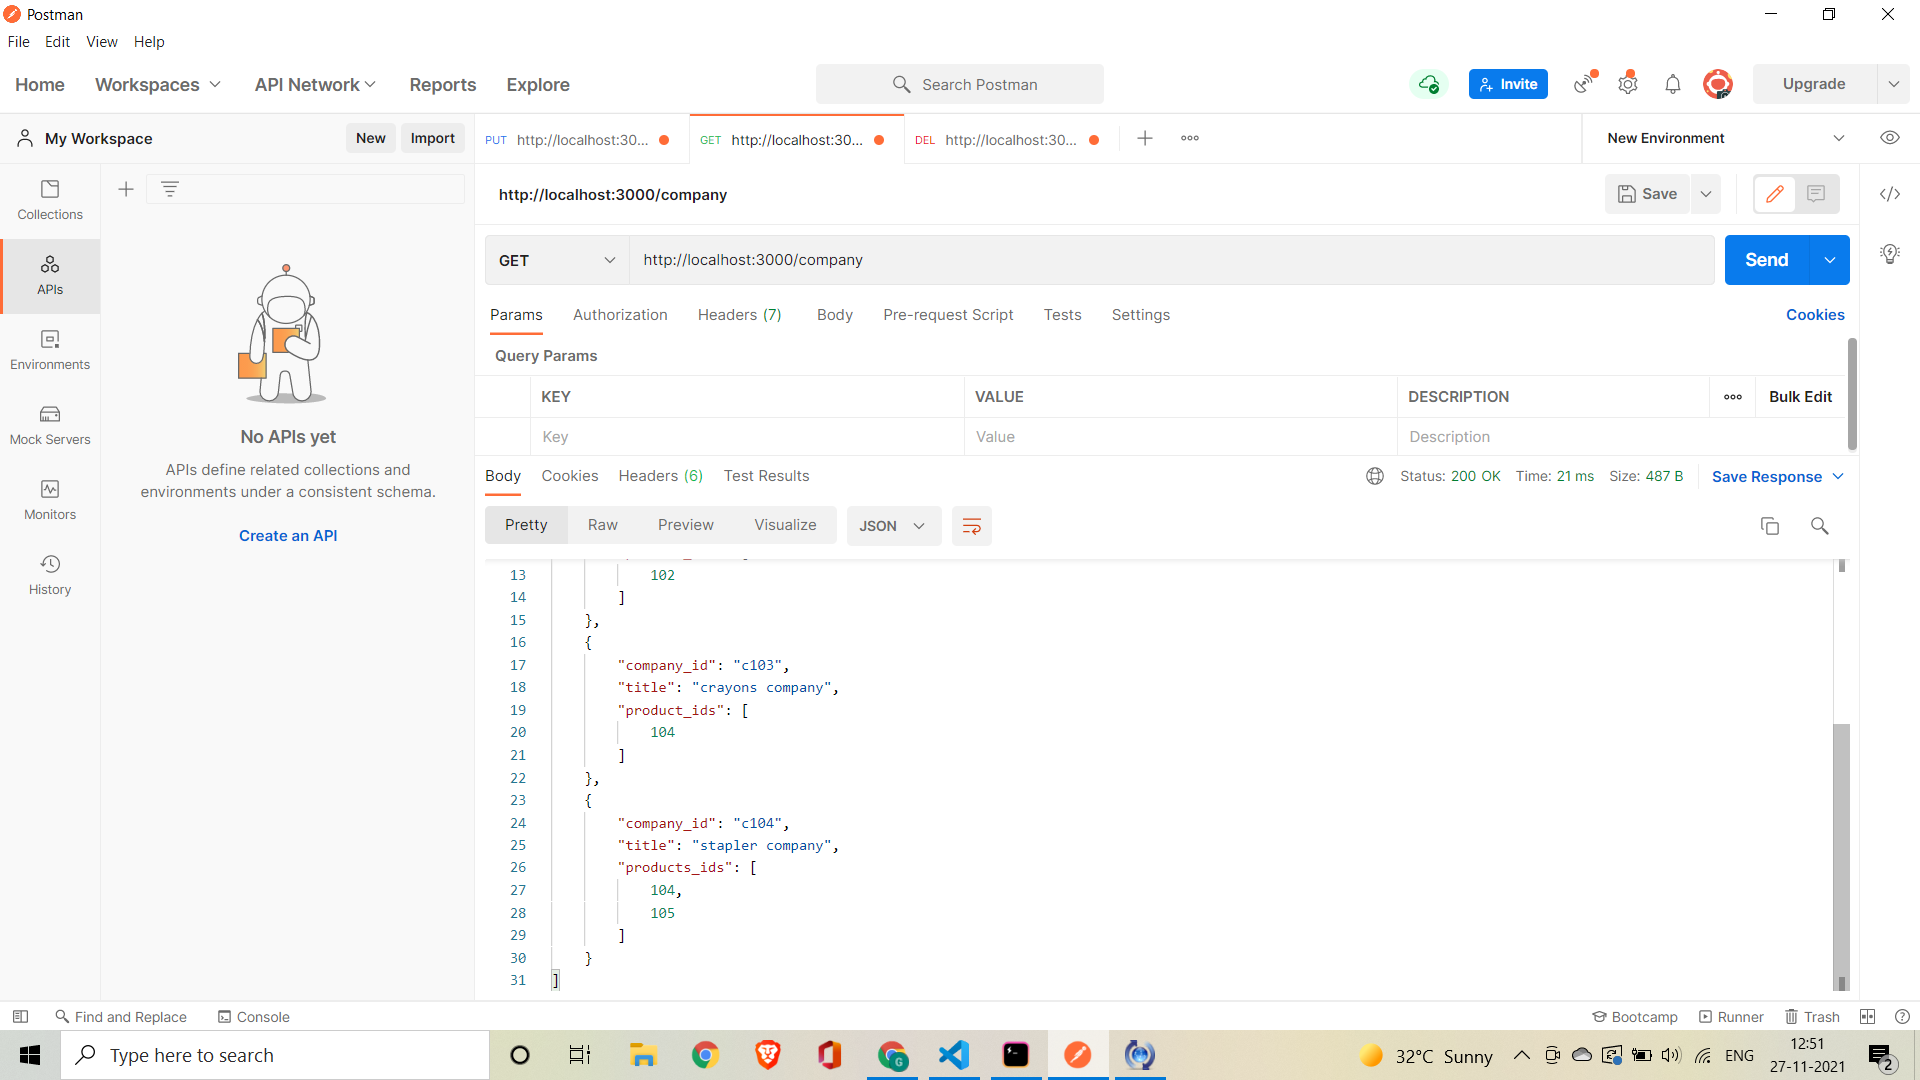 Postman
File Edit View Help
Home Workspaces API Network Reports Explore Search Postman Invite Upgrade
My Workspace New Import PUT http://localhost:30... GET http://localhost:30... DEL http://localhost:30... New Environment
http://localhost:3000/company Save
Collections
APIs
Environments
Mock Servers
Monitors
History
No APIs yet
APIs define related collections and
environments under a consistent schema.
Create an API
GET http://localhost:3000/company Send
Params Authorization Headers (7) Body Pre-request Script Tests Settings Cookies
Query Params
KEY VALUE DESCRIPTION Bulk Edit
Key Value Description
Body Cookies Headers (6) Test Results Status: 200 OK Time: 21 ms Size: 487 B Save Response
Pretty Raw Preview Visualize JSON
13 102
14 ]
15 },
16 {
17 "company_id": "c103",
18 "title": "crayons company",
19 "product_ids": [
20 104
21 ]
22 },
23 {
24 "company_id": "c104",
25 "title": "stapler company",
26 "products_ids": [
27 104,
28 105
29 ]
30 }
31 ]
Find and Replace Console Bootcamp Runner Trash
Type here to search 32°C Sunny ENG 12:51
27-11-2021 2